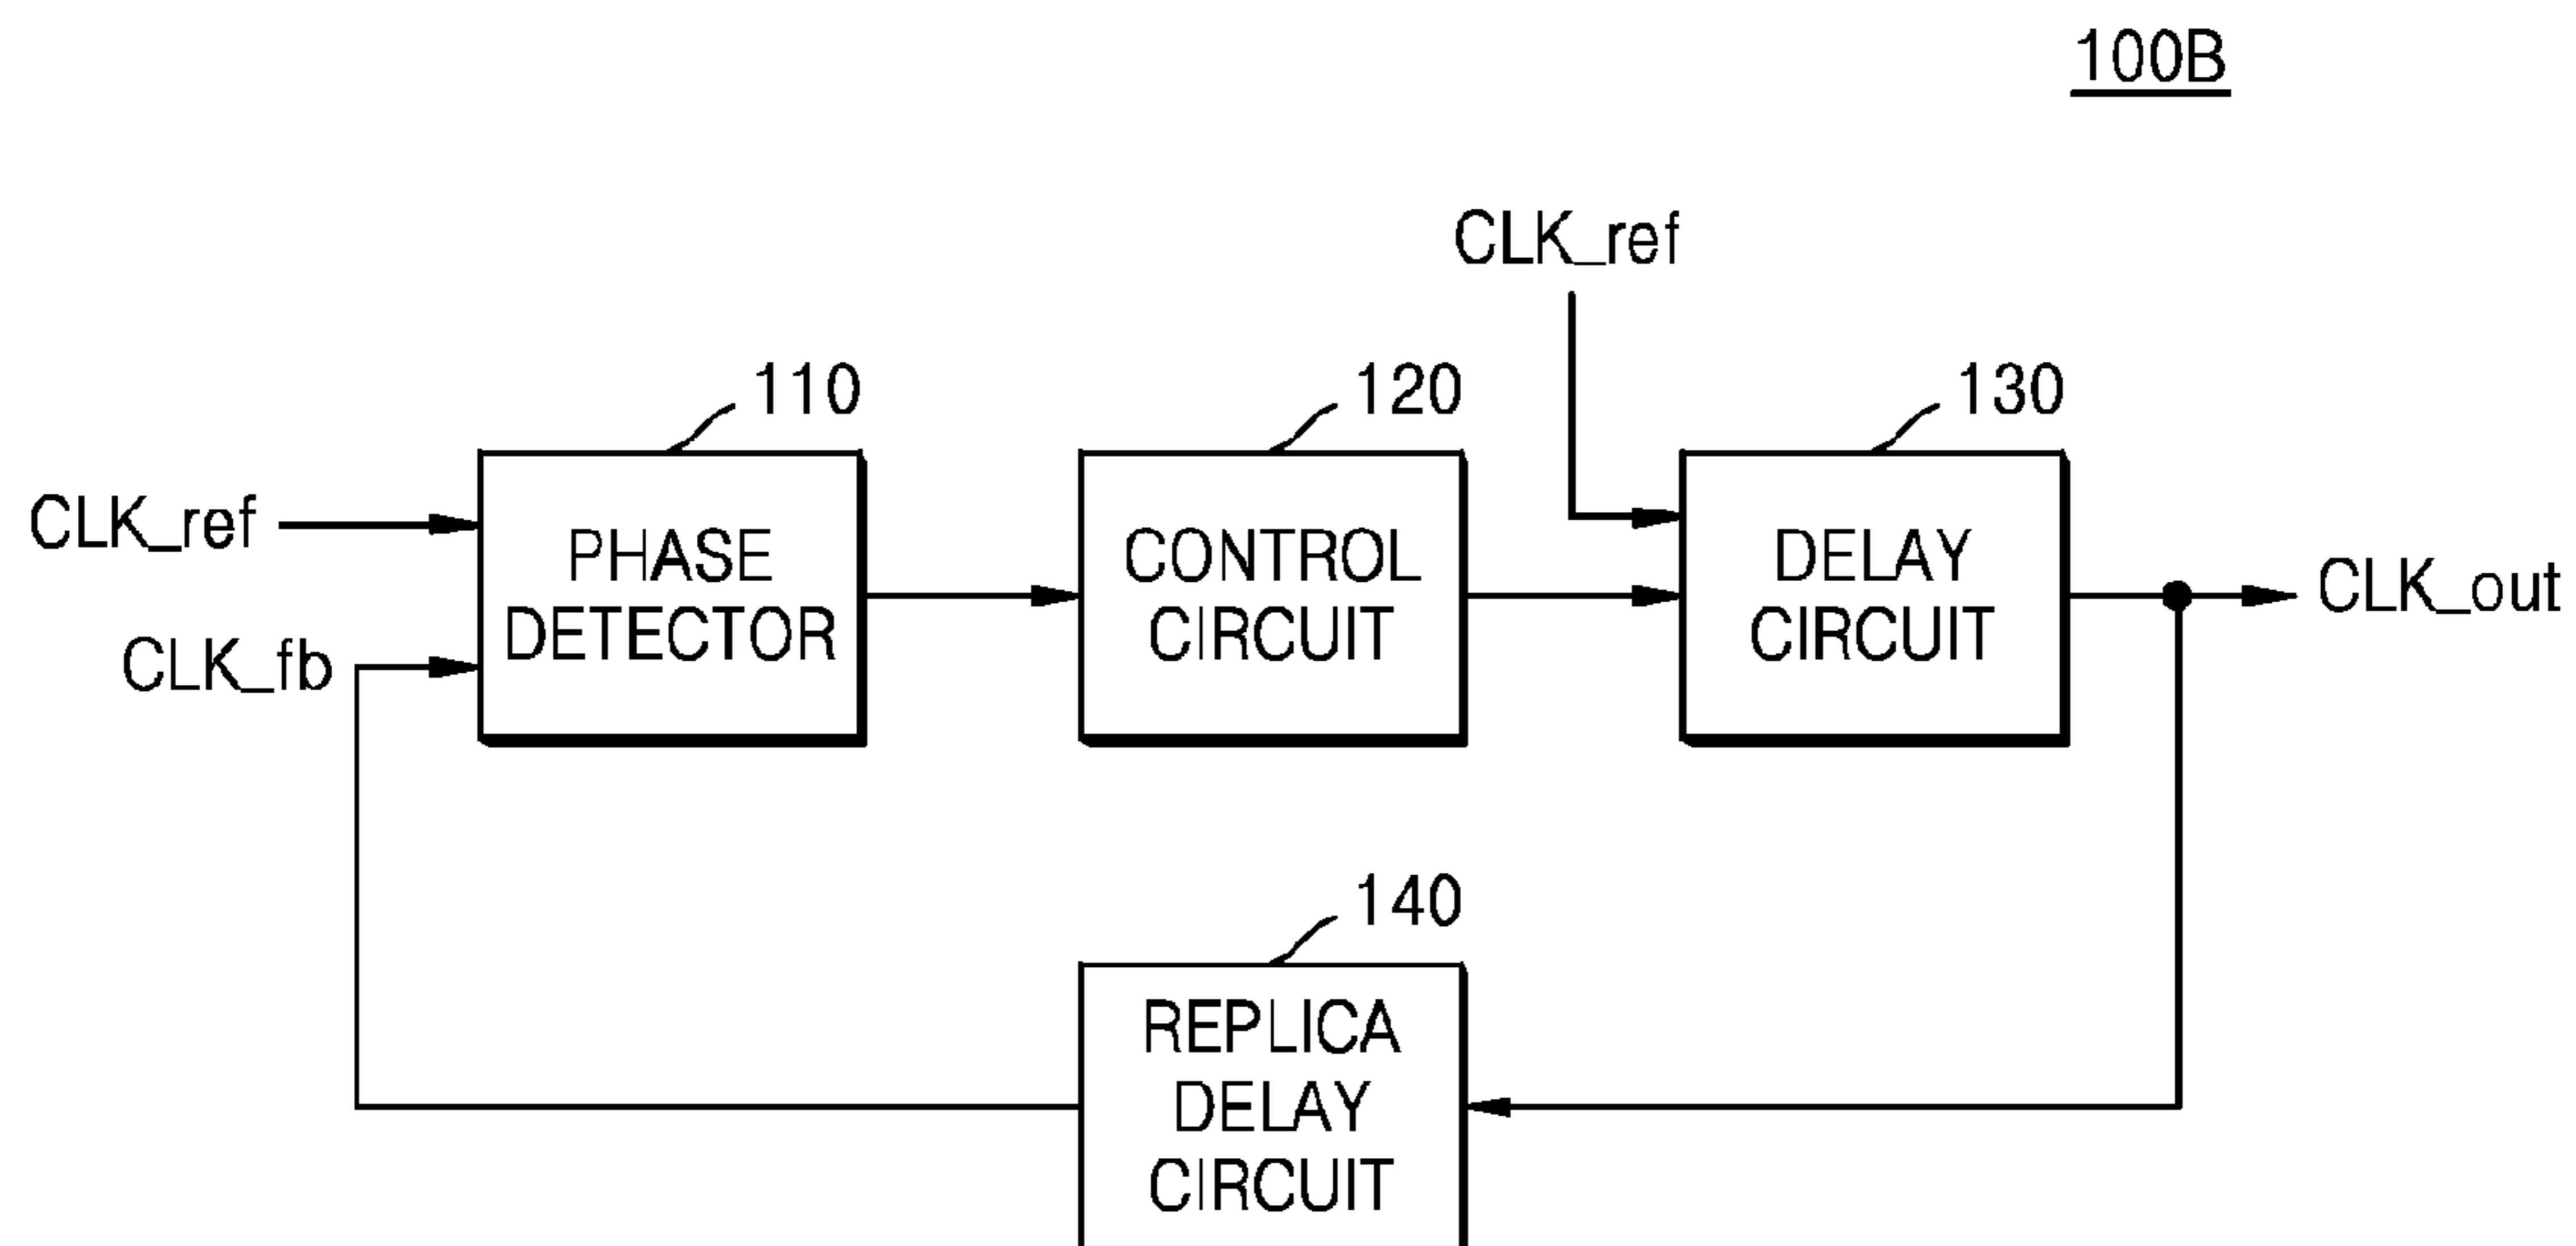 100B
CLK_ref
110
120
130
CLK_ref
CLK_fb
PHASE
DETECTOR
CONTROL
CIRCUIT
DELAY
CIRCUIT
CLK_out
140
REPLICA
DELAY
CIRCUIT